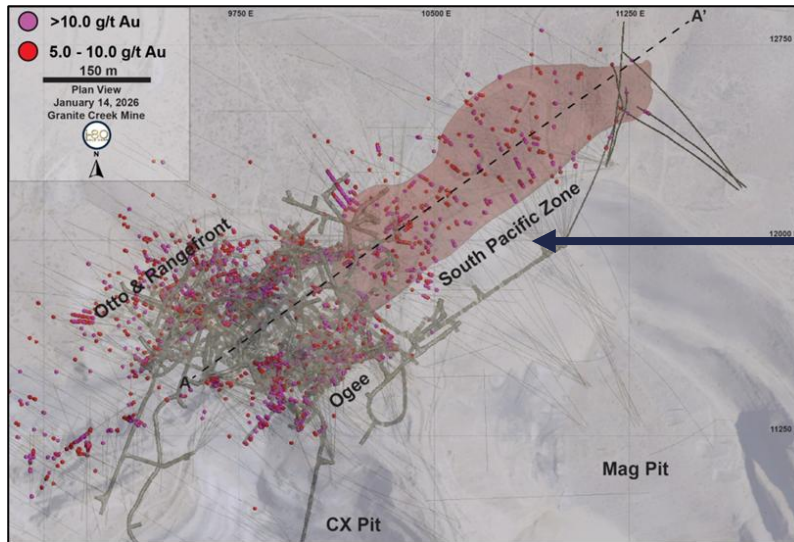 >10.0 g/t Au
5.0 - 10.0 g/t Au
150 m
Plan View
January 14, 2026
Granite Creek Mine
N
9750 E
10500 E
11250 E
12750
A'
Otto & Rangefront
South Pacific Zone
12000
A-
Ogee
11250
Mag Pit
CX Pit